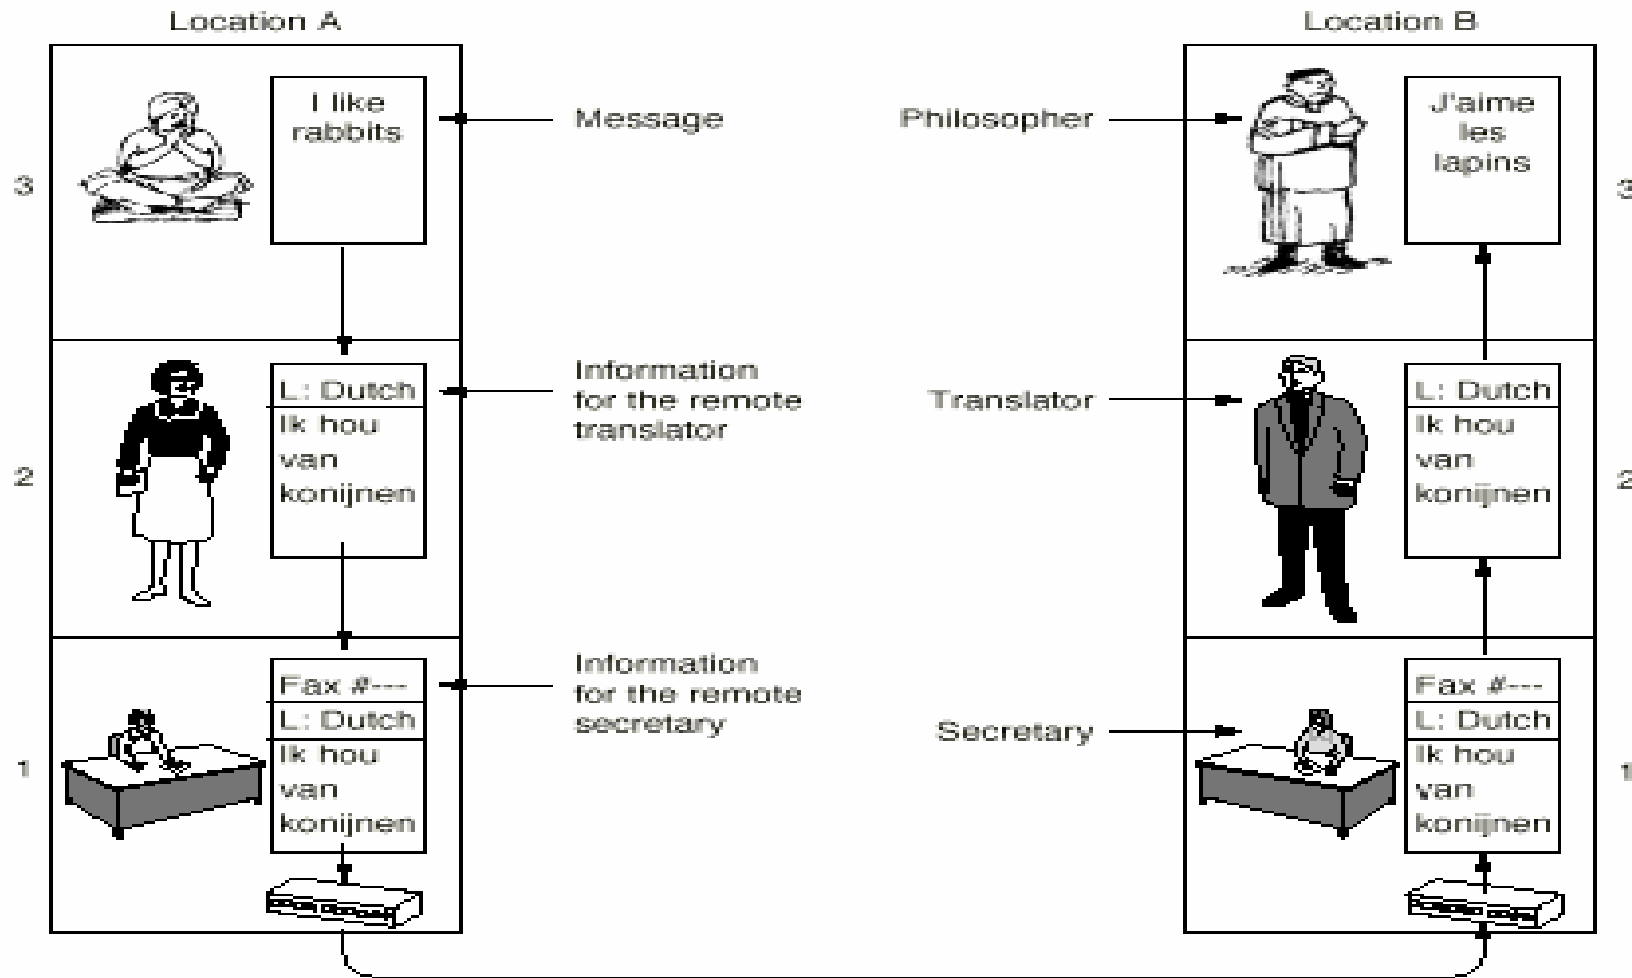 Location A
Location B
3
I like
rabbits
Message
Philosopher
J'aime
les
lapins
3
2
L: Dutch
Ik hou
van
konijnen
Information
for the remote
translator
Translator
L: Dutch
Ik hou
van
konijnen
2
1
Fax #---
L: Dutch
Ik hou
van
konijnen
Information
for the remote
secretary
Secretary
Fax #---
L: Dutch
Ik hou
van
konijnen
1